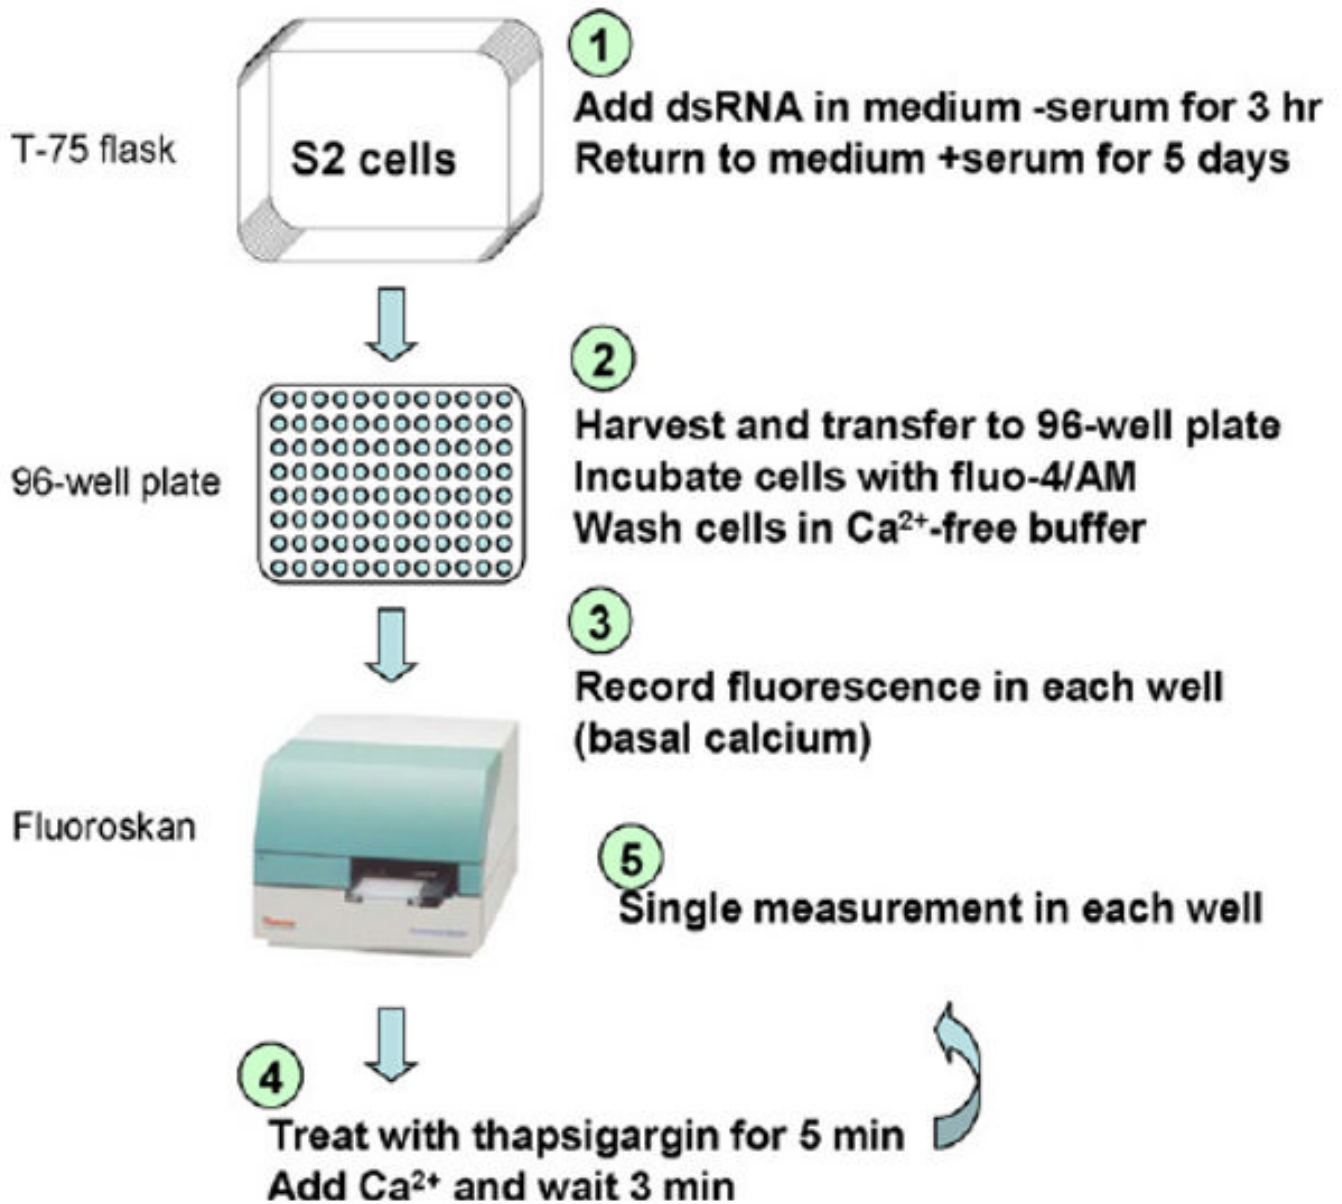 1
Add dsRNA in medium -serum for 3 hr
Return to medium +serum for 5 days
T-75 flask
S2 cells
2
Harvest and transfer to 96-well plate
Incubate cells with fluo-4/AM
Wash cells in Ca²⁺-free buffer
96-well plate
3
Record fluorescence in each well
(basal calcium)
Fluoroskan
5
Single measurement in each well
4
Treat with thapsigargin for 5 min
Add Ca²⁺ and wait 3 min